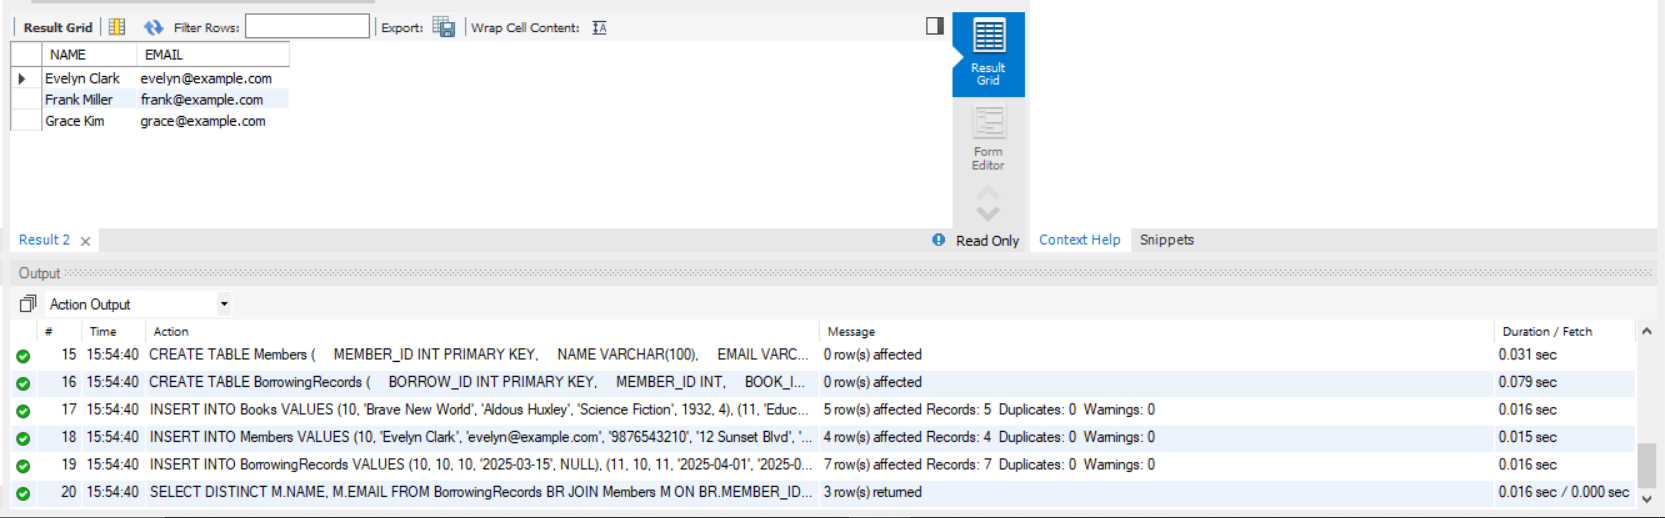 Result Grid Filter Rows: Export: Wrap Cell Content: IA
NAME EMAIL
Evelyn Clark evelyn@example.com
Frank Miller frank@example.com
Grace Kim grace@example.com
Result
Grid
Form
Editor
Result 2 × Read Only Context Help Snippets
Output
Action Output
# Time Action Message Duration / Fetch
15 15:54:40 CREATE TABLE Members ( MEMBER_ID INT PRIMARY KEY, NAME VARCHAR(100), EMAIL VARC... 0 row(s) affected 0.031 sec
16 15:54:40 CREATE TABLE BorrowingRecords ( BORROW_ID INT PRIMARY KEY, MEMBER_ID INT, BOOK_I... 0 row(s) affected 0.079 sec
17 15:54:40 INSERT INTO Books VALUES (10, 'Brave New World', 'Aldous Huxley', 'Science Fiction', 1932, 4), (11, 'Educ... 5 row(s) affected Records: 5 Duplicates: 0 Warnings: 0 0.016 sec
18 15:54:40 INSERT INTO Members VALUES (10, 'Evelyn Clark', 'evelyn@example.com', '9876543210', '12 Sunset Blvd', '... 4 row(s) affected Records: 4 Duplicates: 0 Warnings: 0 0.015 sec
19 15:54:40 INSERT INTO BorrowingRecords VALUES (10, 10, 10, '2025-03-15', NULL), (11, 10, 11, '2025-04-01', '2025-0... 7 row(s) affected Records: 7 Duplicates: 0 Warnings: 0 0.016 sec
20 15:54:40 SELECT DISTINCT M.NAME, M.EMAIL FROM BorrowingRecords BR JOIN Members M ON BR.MEMBER_ID... 3 row(s) returned 0.016 sec / 0.000 sec